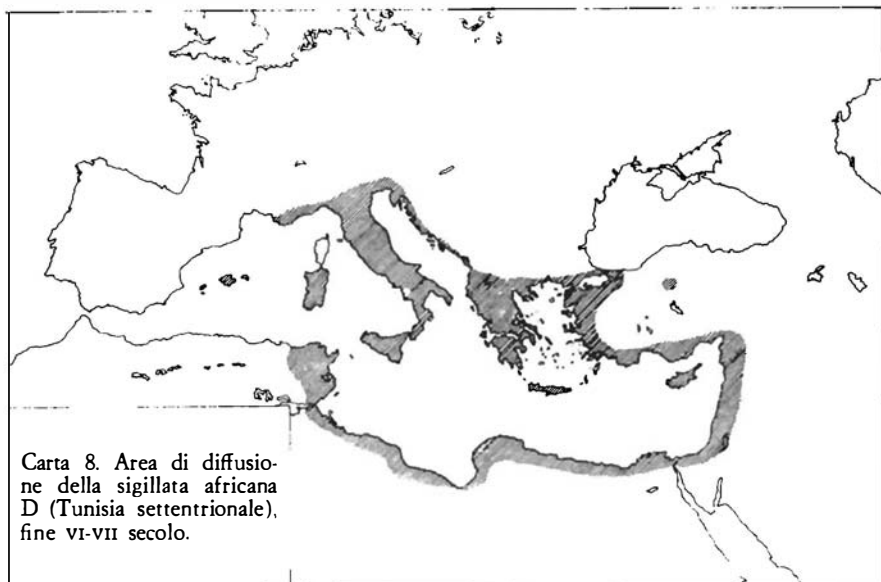 Carta 8. Area di diffusio-
ne della sigillata africana
D (Tunisia settentrionale),
fine VI-VII secolo.